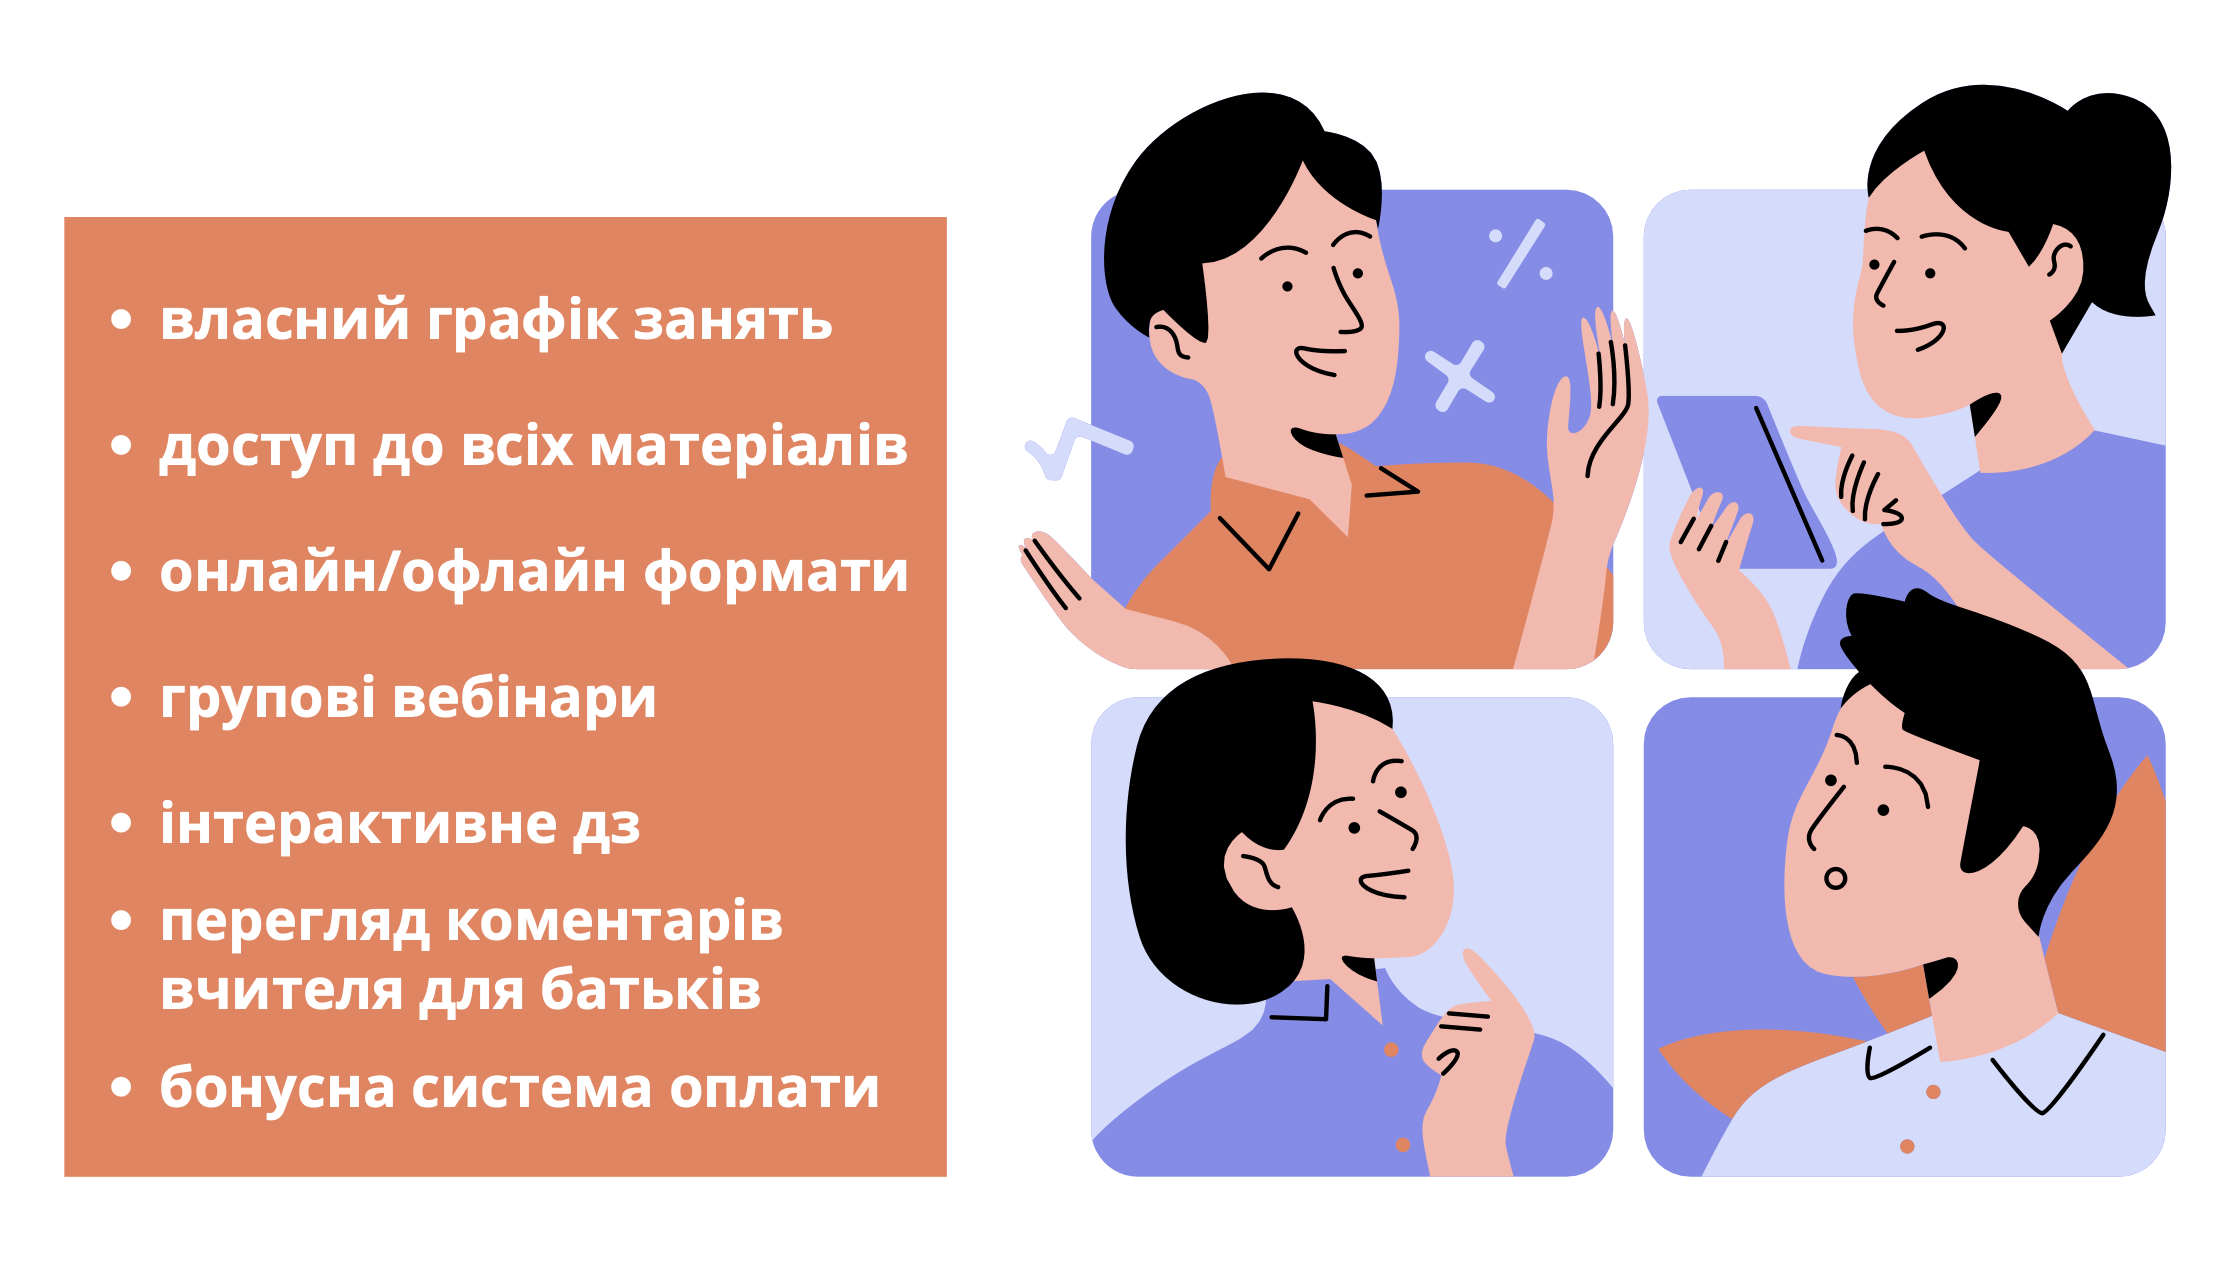 • власний графік занять
• доступ до всіх матеріалів
• онлайн/офлайн формати
• групові вебінари
• інтерактивне дз
• перегляд коментарів
вчителя для батьків
• бонусна система оплати